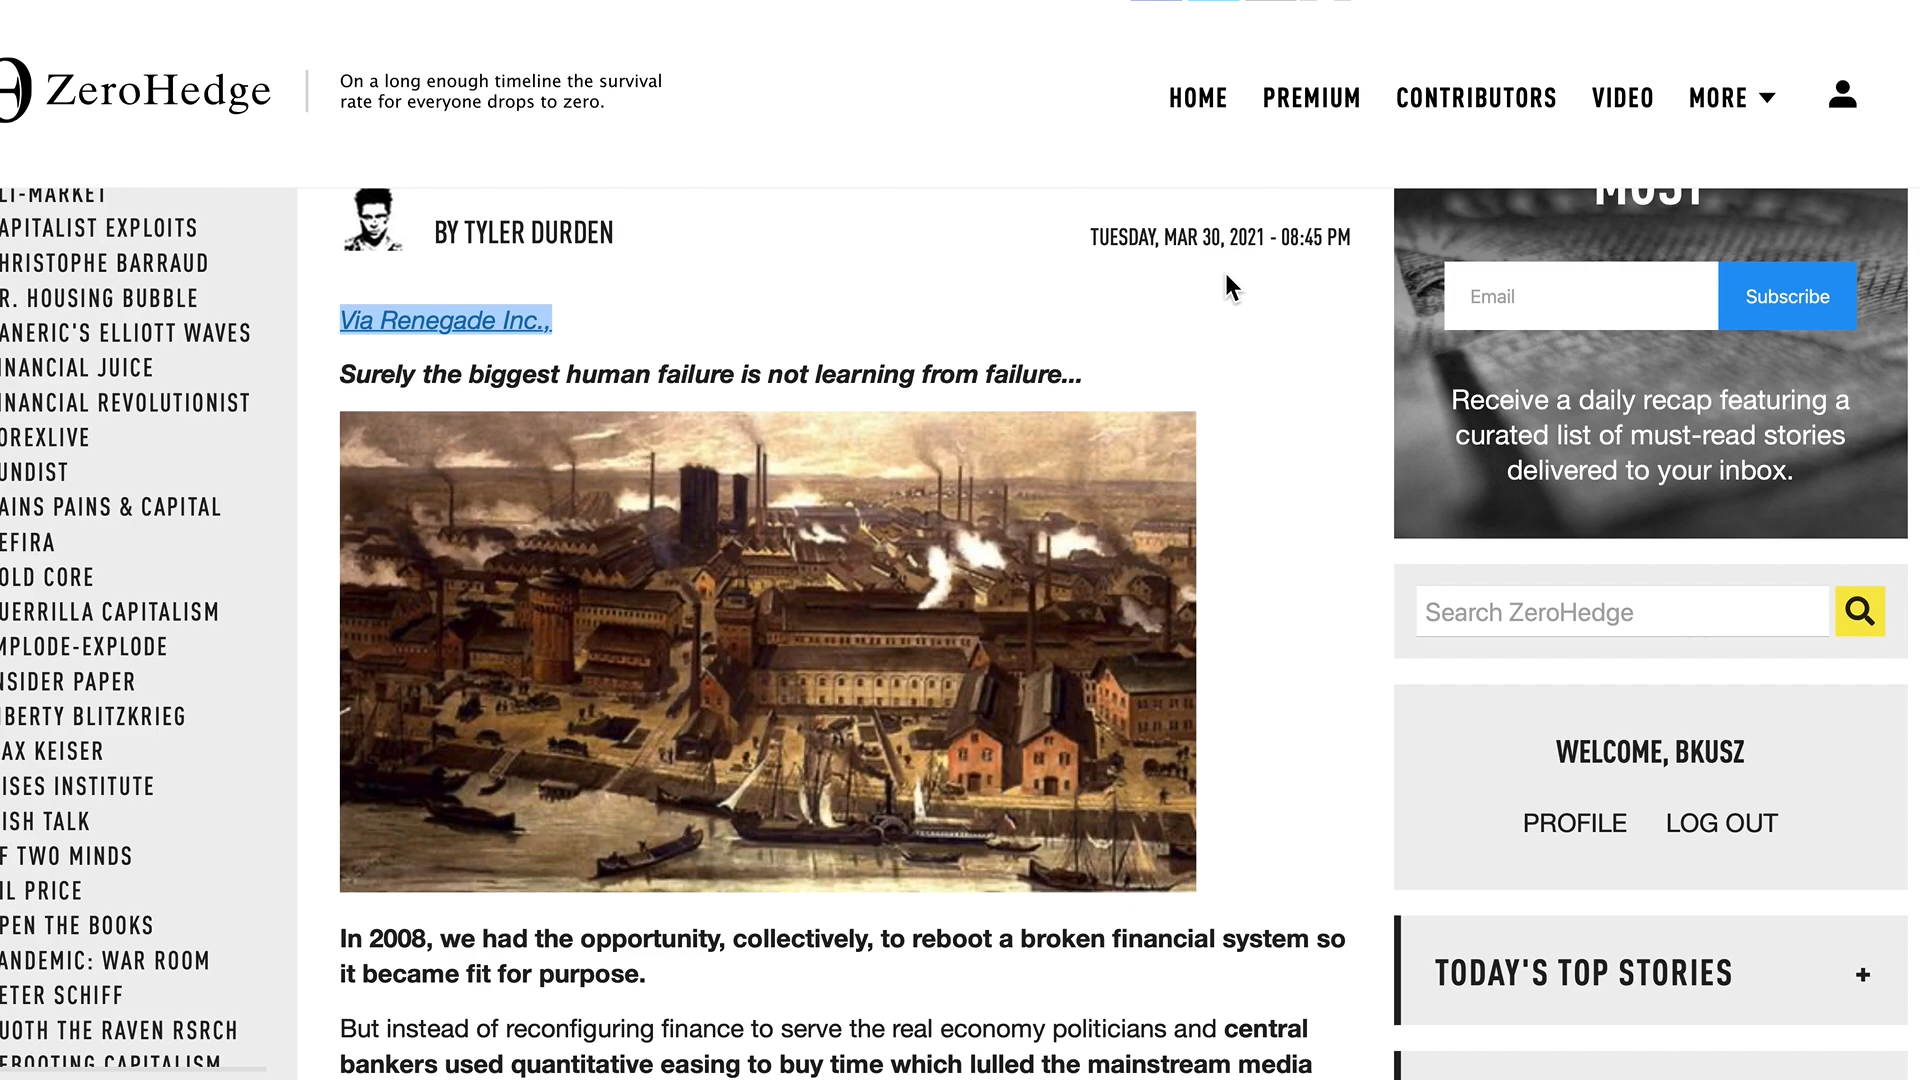 ZeroHedge
On a long enough timeline the survival
rate for everyone drops to zero.
HOME PREMIUM CONTRIBUTORS VIDEO MORE
LI-MARKET
APITALIST EXPLOITS
HRISTOPHE BARRAUD
R. HOUSING BUBBLE
ANERIC'S ELLIOTT WAVES
INANCIAL JUICE
INANCIAL REVOLUTIONIST
OREXLIVE
UNDIST
AINS PAINS & CAPITAL
EFIRA
OLD CORE
UERRILLA CAPITALISM
MPLODE-EXPLODE
NSIDER PAPER
IBERTY BLITZKRIEG
AX KEISER
ISES INSTITUTE
ISH TALK
F TWO MINDS
IL PRICE
PEN THE BOOKS
ANDEMIC: WAR ROOM
ETER SCHIFF
UOTH THE RAVEN RSRCH
EBOOTING CAPITALISM
BY TYLER DURDEN
TUESDAY, MAR 30, 2021 - 08:45 PM
Via Renegade Inc.,
Surely the biggest human failure is not learning from failure...
In 2008, we had the opportunity, collectively, to reboot a broken financial system so
it became fit for purpose.
But instead of reconfiguring finance to serve the real economy politicians and central
bankers used quantitative easing to buy time which lulled the mainstream media
MUST
Email
Subscribe
Receive a daily recap featuring a
curated list of must-read stories
delivered to your inbox.
Search ZeroHedge
WELCOME, BKUSZ
PROFILE LOG OUT
TODAY'S TOP STORIES +